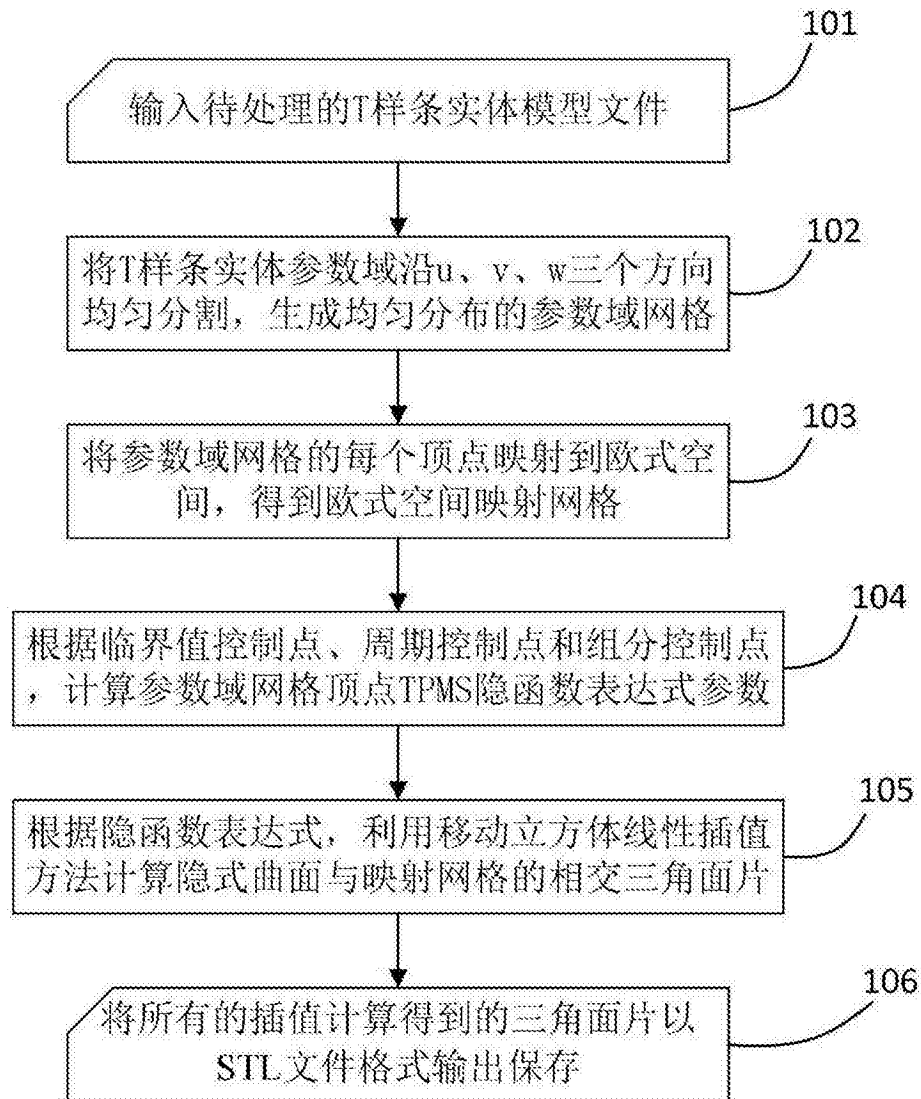 101
输入待处理的T样条实体模型文件
102
将T样条实体参数域沿u、v、w三个方向
均匀分割，生成均匀分布的参数域网格
103
将参数域网格的每个顶点映射到欧式空
间，得到欧式空间映射网格
104
根据临界值控制点、周期控制点和组分控制点
，计算参数域网格顶点TPMS隐函数表达式参数
105
根据隐函数表达式，利用移动立方体线性插值
方法计算隐式曲面与映射网格的相交三角面片
106
将所有的插值计算得到的三角面片以
STL文件格式输出保存